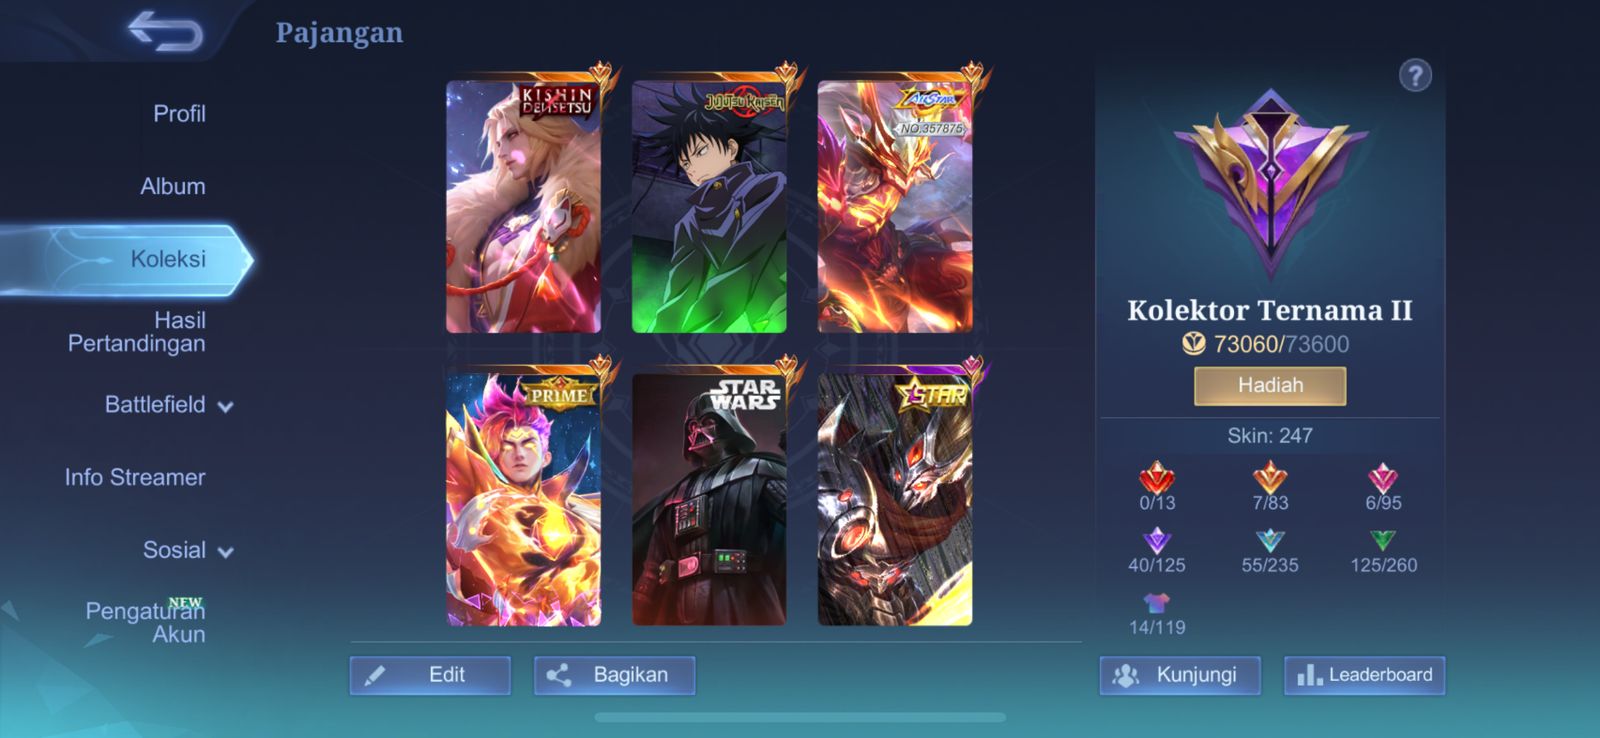 Pajangan
Profil
Album
Koleksi
Hasil
Pertandingan
Battlefield
Info Streamer
Sosial
NEW
Pengaturan
Akun
KISHIN
DENSETSU
JUJUTSU KAISEN
ALLSTAR
NO.357875
PRIME
STAR
WARS
STAR
Edit
Bagikan
?
Kolektor Ternama II
73060/73600
Hadiah
Skin: 247
0/13
7/83
6/95
40/125
55/235
125/260
14/119
Kunjungi
Leaderboard